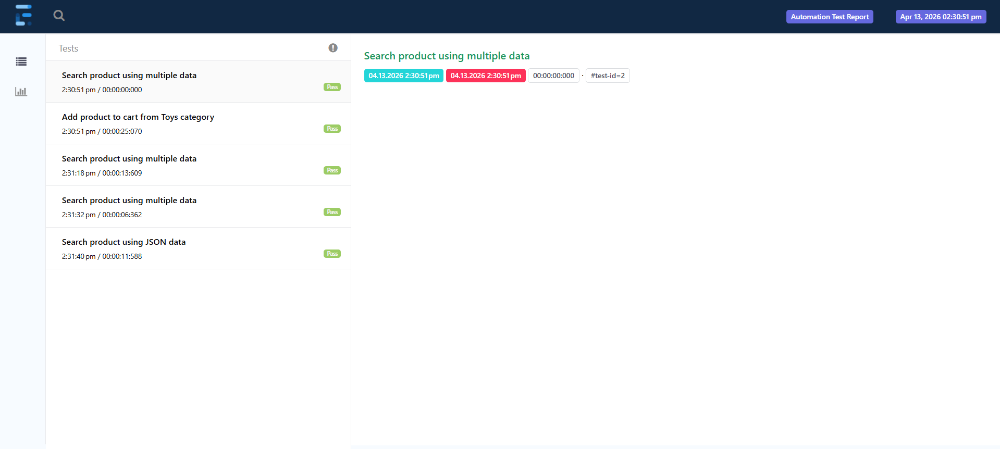 Automation Test Report
Apr 13, 2026 02:30:51 pm
Tests
Search product using multiple data
2:30:51 pm / 00:00:00:000
Pass
Add product to cart from Toys category
2:30:51 pm / 00:00:25:070
Pass
Search product using multiple data
2:31:18 pm / 00:00:13:609
Pass
Search product using multiple data
2:31:32 pm / 00:00:06:362
Pass
Search product using JSON data
2:31:40 pm / 00:00:11:588
Pass
Search product using multiple data
04.13.2026 2:30:51 pm 04.13.2026 2:30:51 pm 00:00:00:000 · #test-id=2